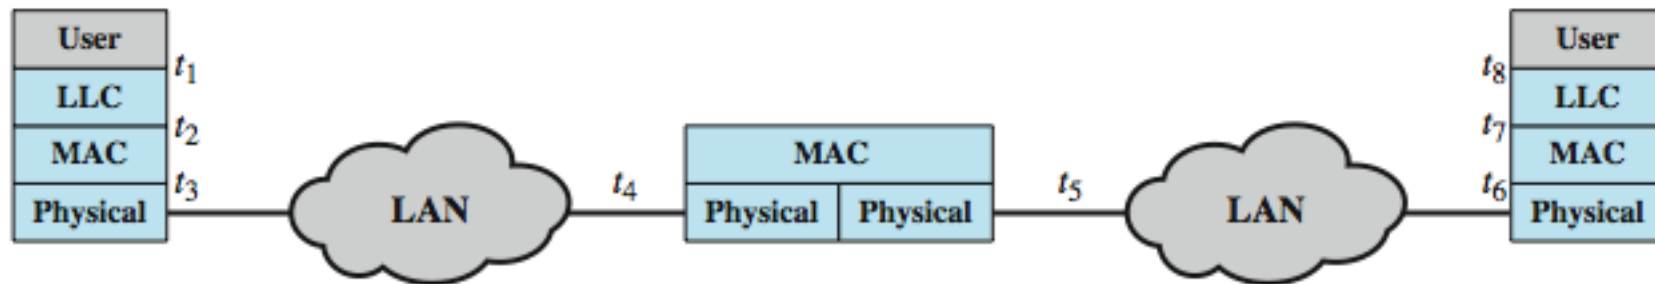 User
t1
LLC
t2
MAC
t3
Physical
LAN
t4
MAC
Physical
Physical
t5
LAN
User
t8
LLC
t7
MAC
t6
Physical